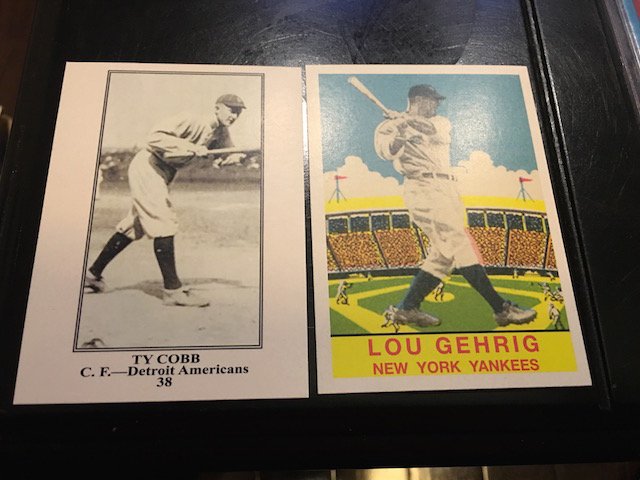 TY COBB
C. F.—Detroit Americans
38
LOU GEHRIG
NEW YORK YANKEES